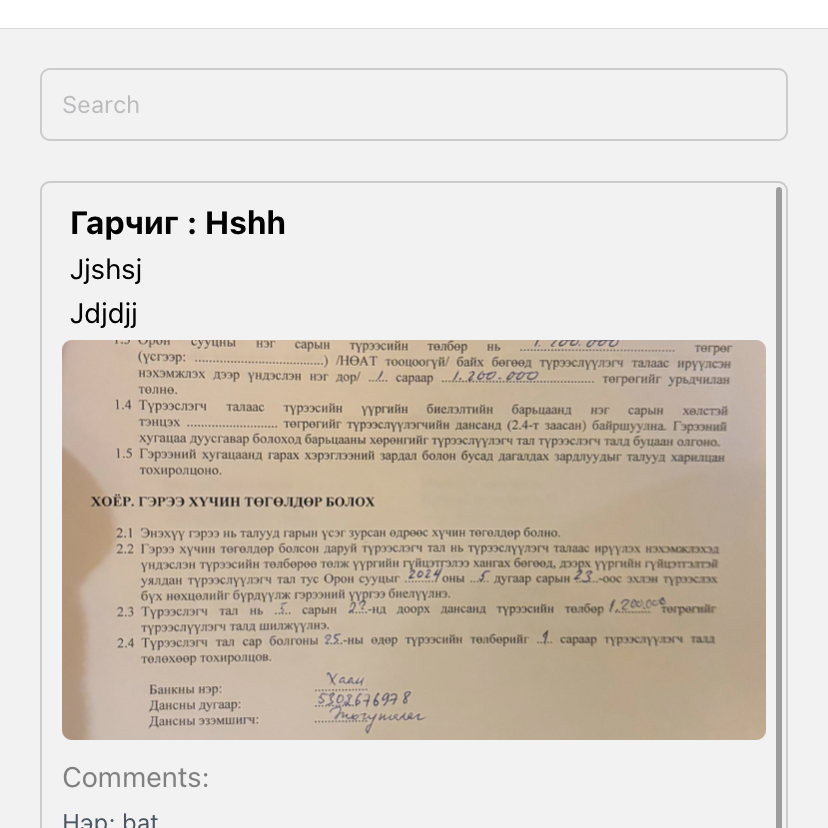 Search
Гарчиг : Hshh
Jjshsj
Jdjdjj
1.3 Орон сууцны нэг сарын түрээсийн төлбөр нь 1.200.000 төгрөг
(үсгээр: ................................) /НӨАТ тооцоогүй/ байх бөгөөд түрээслүүлэгч талаас ирүүлсэн
нэхэмжлэх дээр үндэслэн нэг дор/ ..1.. сараар ...1.200.000.............. төгрөгийг урьдчилан
төлнө.
1.4 Түрээслэгч талаас түрээсийн үүргийн биелэлтийн барьцаанд нэг сарын хөлстэй
тэнцэх ....................... төгрөгийг түрээслүүлэгчийн дансанд (2.4-т заасан) байршуулна. Гэрээний
хугацаа дуусгавар болоход барьцааны хөрөнгийг түрээслүүлэгч тал түрээслэгч талд буцаан олгоно.
1.5 Гэрээний хугацаанд гарах хэрэглээний зардал болон бусад дагалдах зардлуудыг талууд харилцан
тохиролцоно.
ХОЁР. ГЭРЭЭ ХҮЧИН ТӨГӨЛДӨР БОЛОХ
2.1 Энэхүү гэрээ нь талууд гарын үсэг зурсан өдрөөс хүчин төгөлдөр болно.
2.2 Гэрээ хүчин төгөлдөр болсон даруй түрээслэгч тал нь түрээслүүлэгч талаас ирүүлэх нэхэмжлэхэд
үндэслэн түрээсийн төлбөрөө төлж үүргийн гүйцэтгэлээ хангах бөгөөд, дээрх үүргийн гүйцэтгэлтэй
уялдан түрээслүүлэгч тал тус Орон сууцыг 2024 оны ..5. дугаар сарын 23.-оос эхлэн түрээслэх
бүх нөхцөлийг бүрдүүлж гэрээний үүргээ биелүүлнэ.
2.3 Түрээслэгч тал нь ..5.. сарын 23.-нд доорх дансанд түрээсийн төлбөр 1.200.000 төгрөгийг
түрээслүүлэгч талд шилжүүлнэ.
2.4 Түрээслэгч тал сар болгоны 25.-ны өдөр түрээсийн төлбөрийг ..1.. сараар түрээслүүлэгч талд
төлөхөөр тохиролцов.
Банкны нэр: Хаан
Дансны дугаар: 5302676978
Дансны эзэмшигч:
Comments:
Нэр: bat